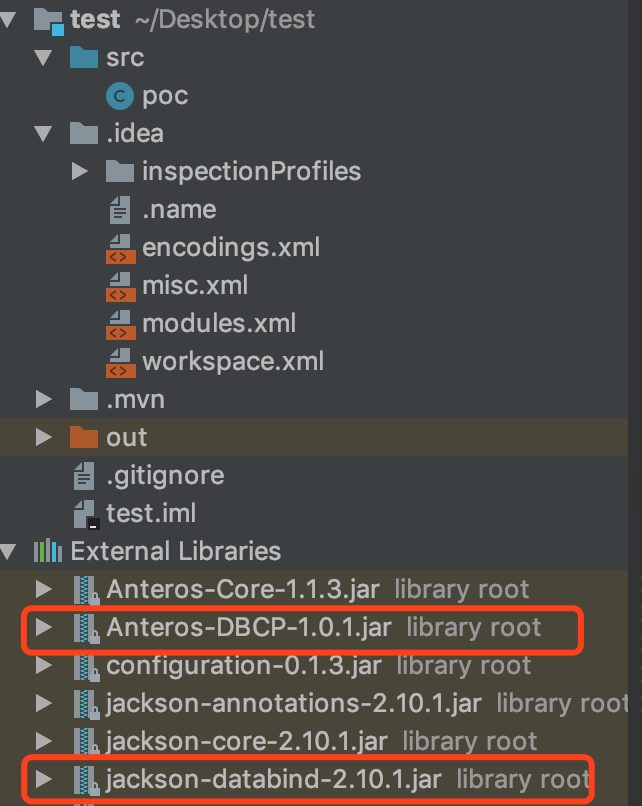 test ~/Desktop/test
src
poc
.idea
inspectionProfiles
.name
encodings.xml
misc.xml
modules.xml
workspace.xml
.mvn
out
.gitignore
test.iml
External Libraries
Anteros-Core-1.1.3.jar library root
Anteros-DBCP-1.0.1.jar library root
configuration-0.1.3.jar library root
jackson-annotations-2.10.1.jar library root
jackson-core-2.10.1.jar library root
jackson-databind-2.10.1.jar library root